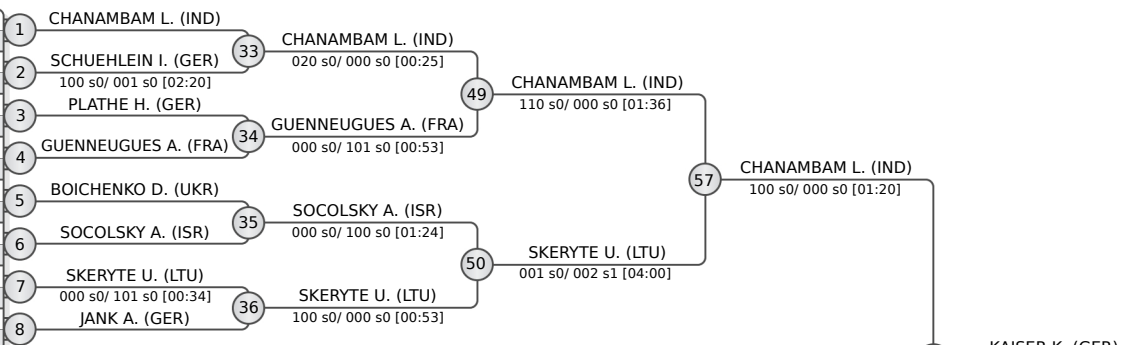 1
CHANAMBAM L. (IND)
33
CHANAMBAM L. (IND)
020 s0/ 000 s0 [00:25]
2
SCHUEHLEIN I. (GER)
100 s0/ 001 s0 [02:20]
49
CHANAMBAM L. (IND)
110 s0/ 000 s0 [01:36]
3
PLATHE H. (GER)
34
GUENNEUGUES A. (FRA)
000 s0/ 101 s0 [00:53]
4
GUENNEUGUES A. (FRA)
57
CHANAMBAM L. (IND)
100 s0/ 000 s0 [01:20]
5
BOICHENKO D. (UKR)
35
SOCOLSKY A. (ISR)
000 s0/ 100 s0 [01:24]
6
SOCOLSKY A. (ISR)
50
SKERYTE U. (LTU)
001 s0/ 002 s1 [04:00]
7
SKERYTE U. (LTU)
000 s0/ 101 s0 [00:34]
36
SKERYTE U. (LTU)
100 s0/ 000 s0 [00:53]
8
JANK A. (GER)
KAISER K. (GER)